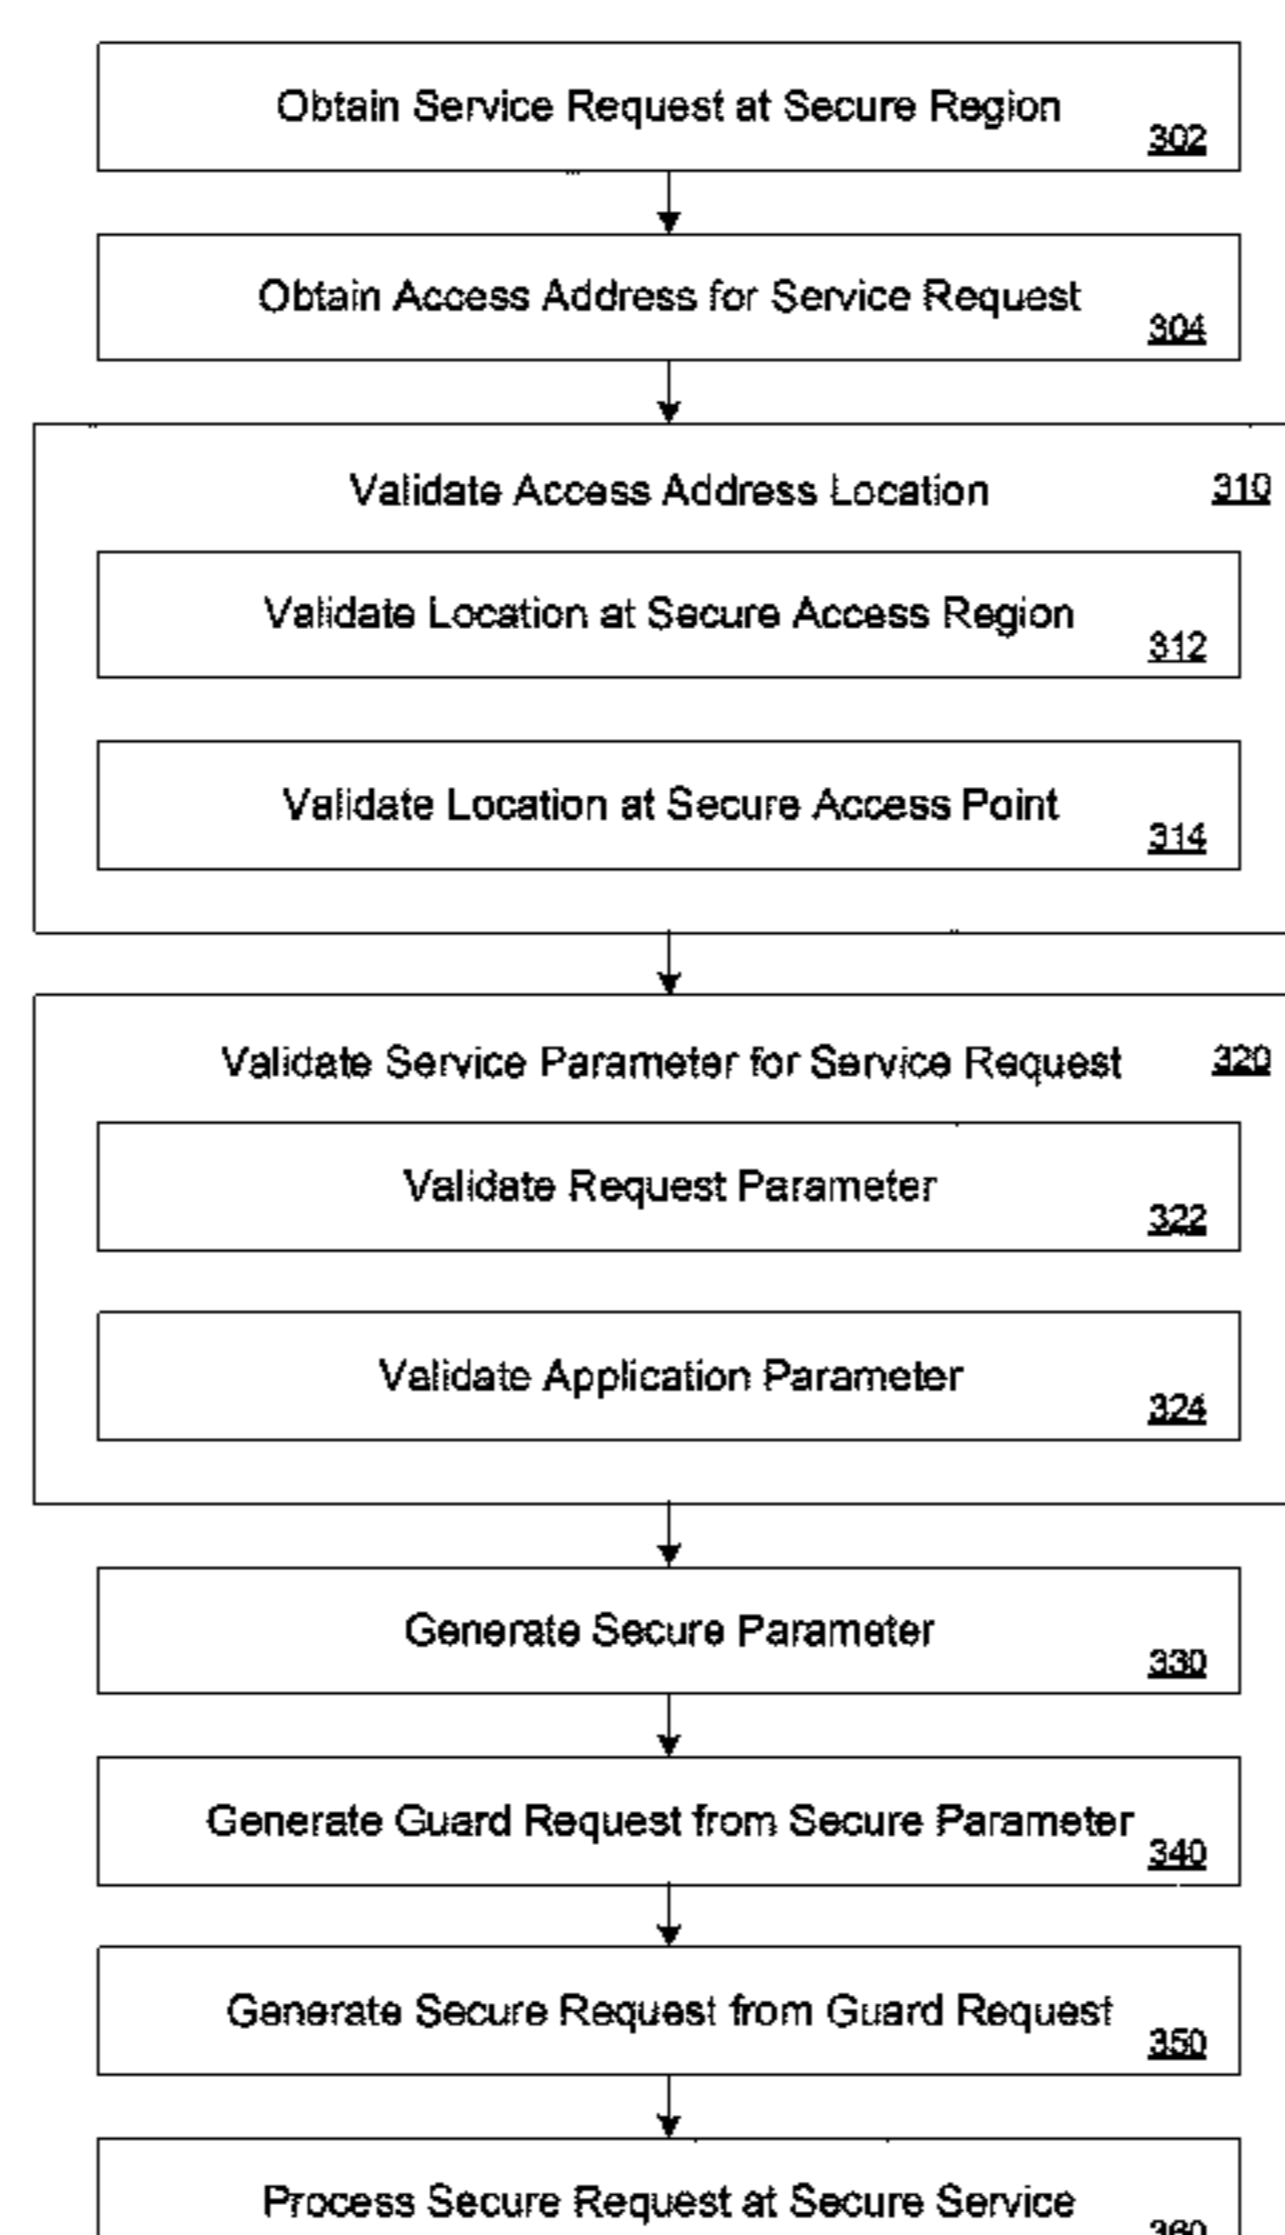 Obtain Service Request at Secure Region
302
Obtain Access Address for Service Request
304
Validate Access Address Location
310
Validate Location at Secure Access Region
312
Validate Location at Secure Access Point
314
Validate Service Parameter for Service Request
320
Validate Request Parameter
322
Validate Application Parameter
324
Generate Secure Parameter
330
Generate Guard Request from Secure Parameter
340
Generate Secure Request from Guard Request
350
Process Secure Request at Secure Service
360